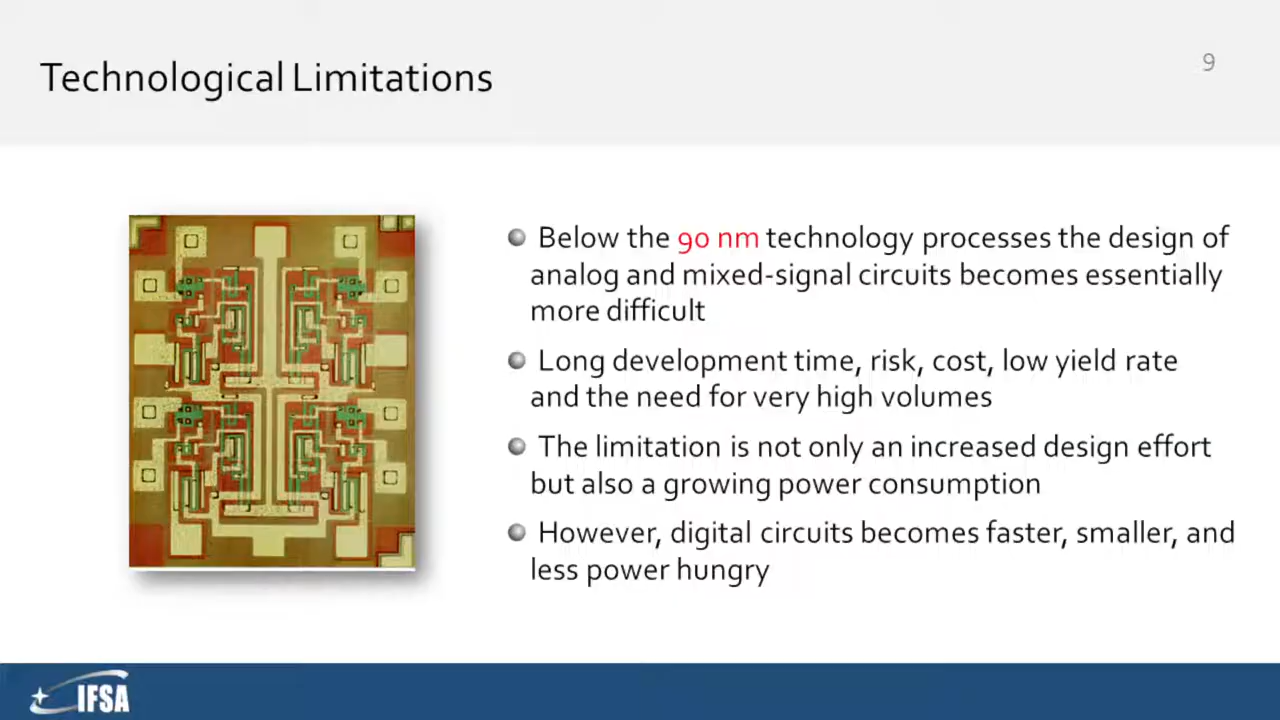 Technological Limitations
9
Below the 90 nm technology processes the design of
analog and mixed-signal circuits becomes essentially
more difficult
Long development time, risk, cost, low yield rate
and the need for very high volumes
The limitation is not only an increased design effort
but also a growing power consumption
However, digital circuits becomes faster, smaller, and
less power hungry
IFSA